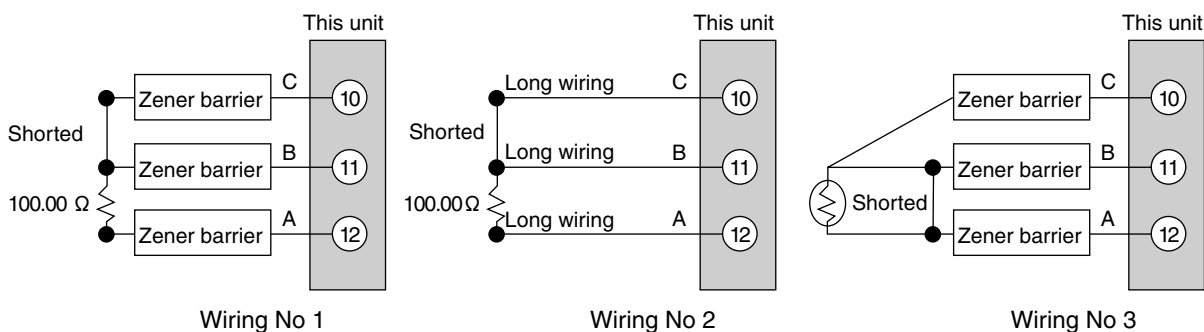 This unit
C
Zener barrier
10
Shorted
B
Zener barrier
11
100.00 Ω
A
Zener barrier
12
Wiring No 1
This unit
Long wiring
C
10
Shorted
Long wiring
B
11
100.00Ω
Long wiring
A
12
Wiring No 2
This unit
C
Zener barrier
10
B
Zener barrier
11
Shorted
A
Zener barrier
12
Wiring No 3